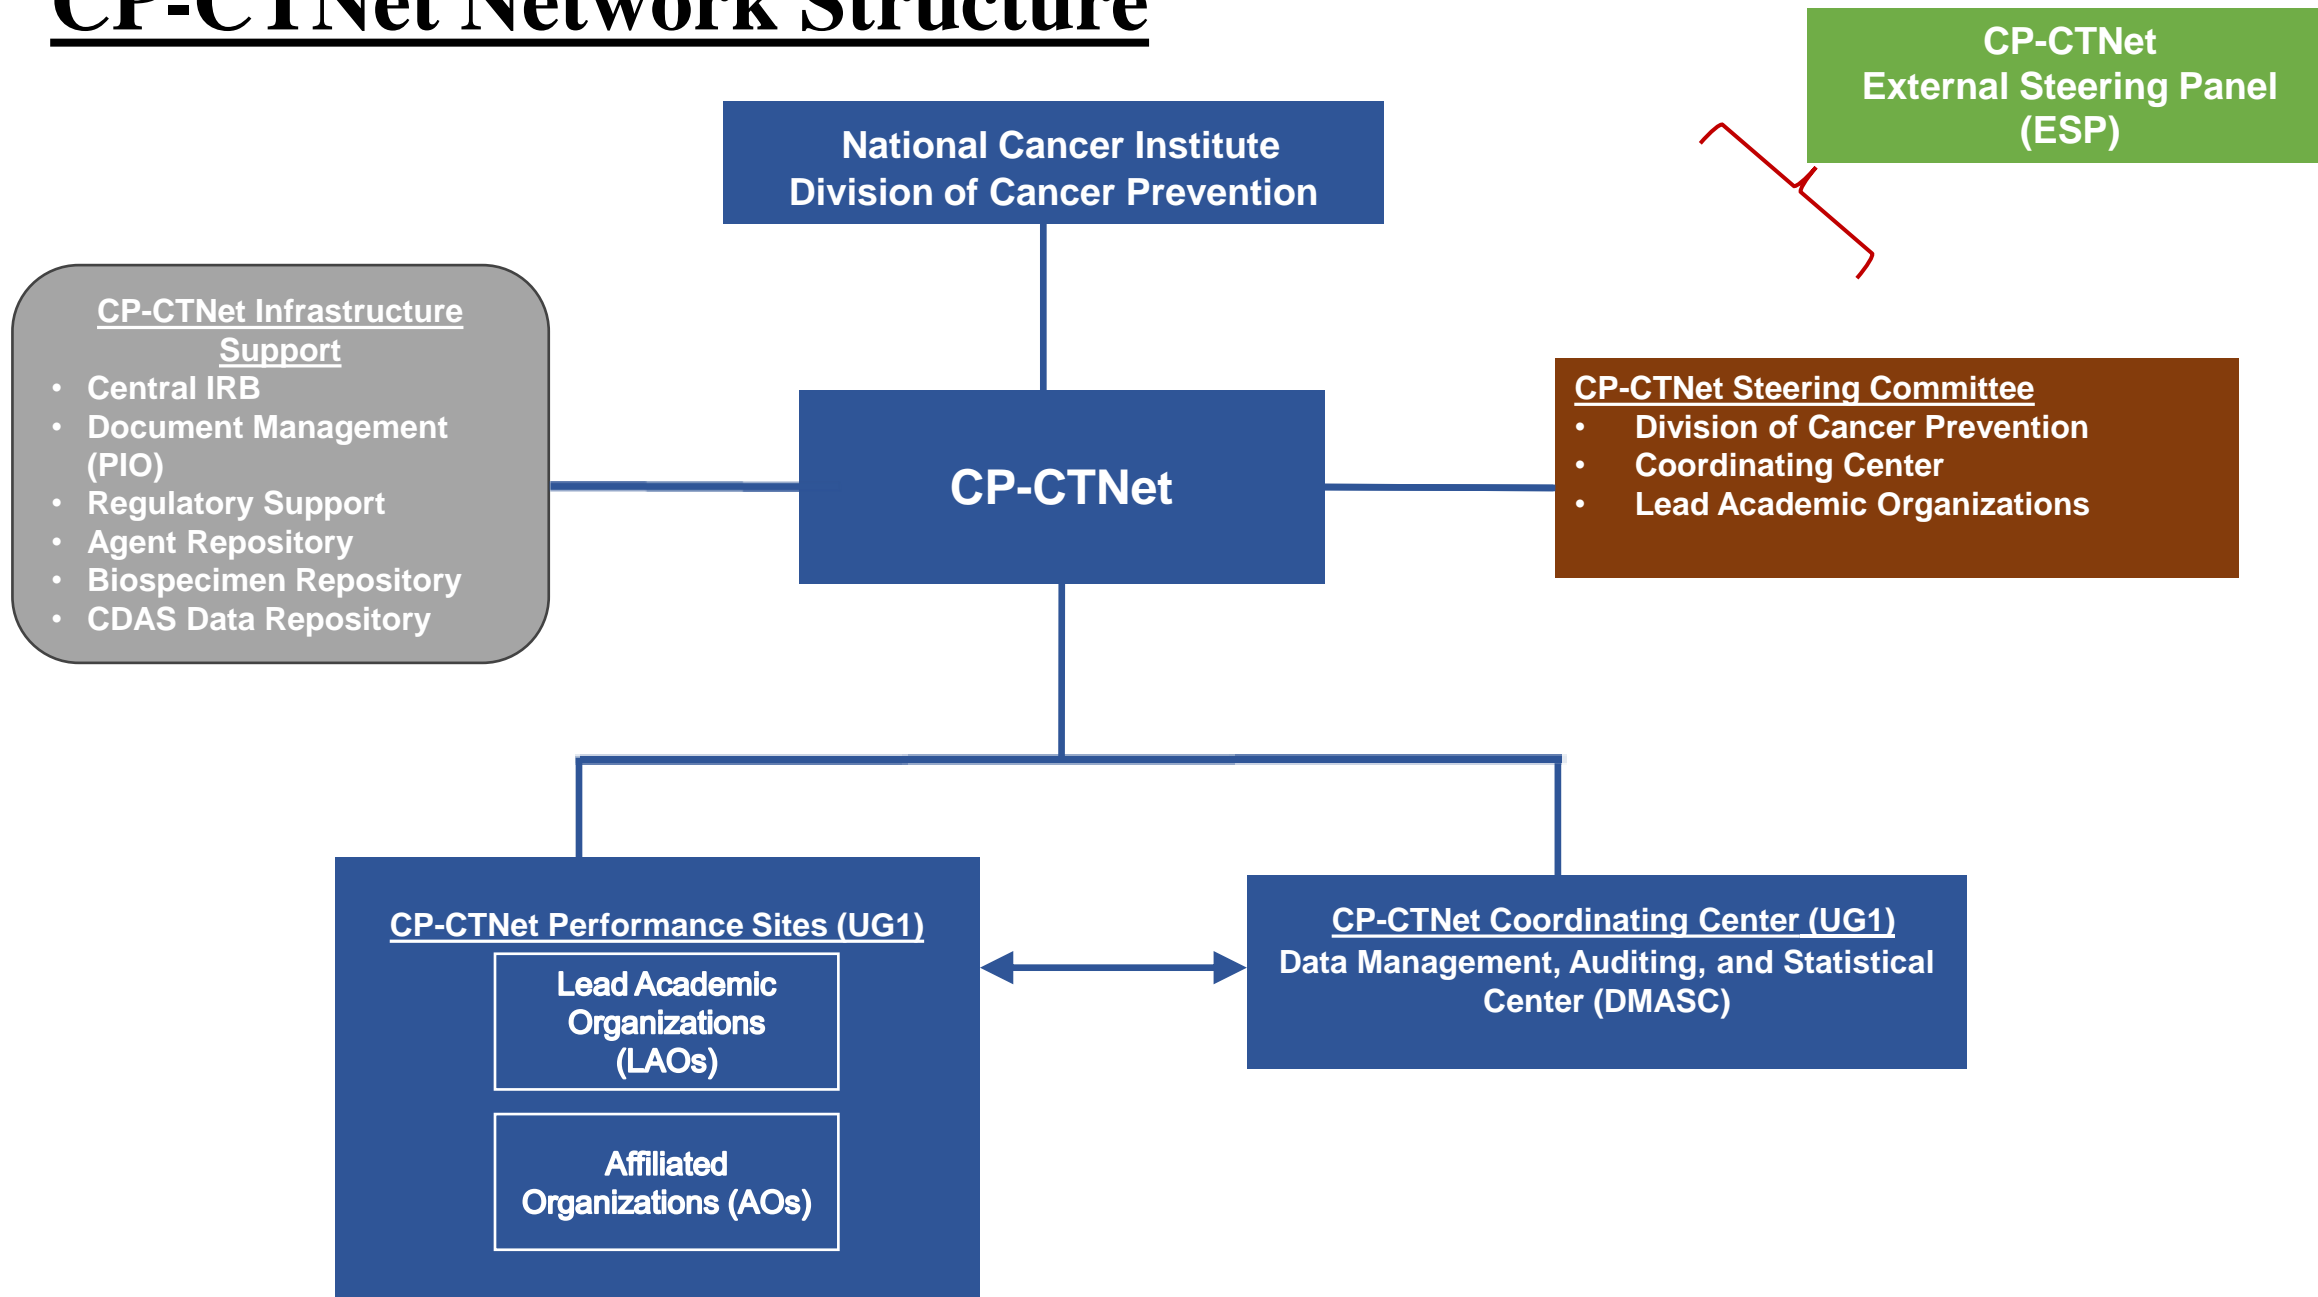 CP-CTNet Network Structure
CP-CTNet
External Steering Panel
(ESP)
National Cancer Institute
Division of Cancer Prevention
CP-CTNet Infrastructure
Support
• Central IRB
• Document Management
(PIO)
• Regulatory Support
• Agent Repository
• Biospecimen Repository
• CDAS Data Repository
CP-CTNet
CP-CTNet Steering Committee
• Division of Cancer Prevention
• Coordinating Center
• Lead Academic Organizations
CP-CTNet Performance Sites (UG1)
Lead Academic
Organizations
(LAOs)
Affiliated
Organizations (AOs)
CP-CTNet Coordinating Center (UG1)
Data Management, Auditing, and Statistical
Center (DMASC)